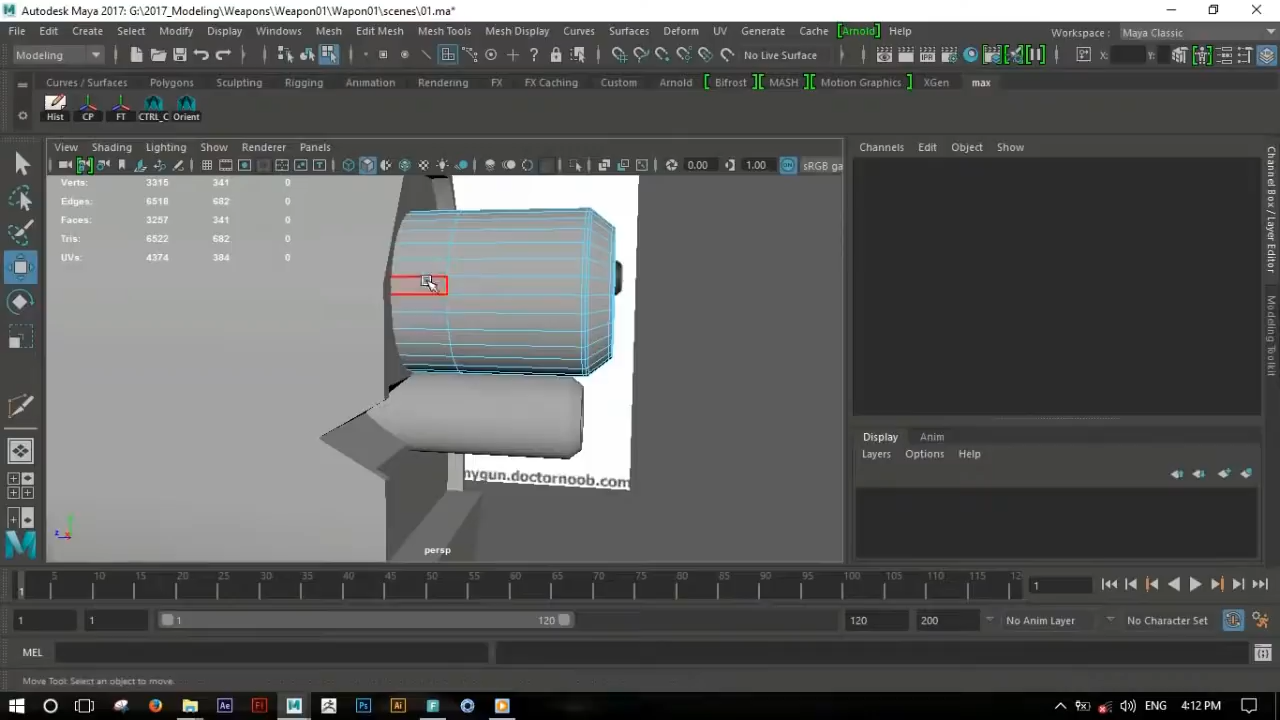 Autodesk Maya 2017: G:\2017_Modeling\Weapons\Weapon01\Wapon01\scenes\01.ma*
File Edit Create Select Modify Display Windows Mesh Edit Mesh Mesh Tools Mesh Display Curves Surfaces Deform UV Generate Cache Arnold Help Workspace : Maya Classic
Modeling No Live Surface X: Y: Z:
Curves / Surfaces Polygons Sculpting Rigging Animation Rendering FX FX Caching Custom Arnold Bifrost MASH Motion Graphics XGen max
Hist CP FT CTRL_C Orient
View Shading Lighting Show Renderer Panels
Channels Edit Object Show
0.00 1.00 ON sRGB ga
Verts: 3315 341 0
Edges: 6518 682 0
Faces: 3257 341 0
Tris: 6522 682 0
UVs: 4374 384 0
Channel Box / Layer Editor
Modeling Toolkit
Display Anim
Layers Options Help
nygun.doctornoob.com
persp
5 10 15 20 25 30 35 40 45 50 55 60 65 70 75 80 85 90 95 100 105 110 115 12
1 1
1 1 1 120 120 200 No Anim Layer No Character Set
MEL
Move Tool: Select an object to move.
Ae Fl Ps Ai F ENG 4:12 PM